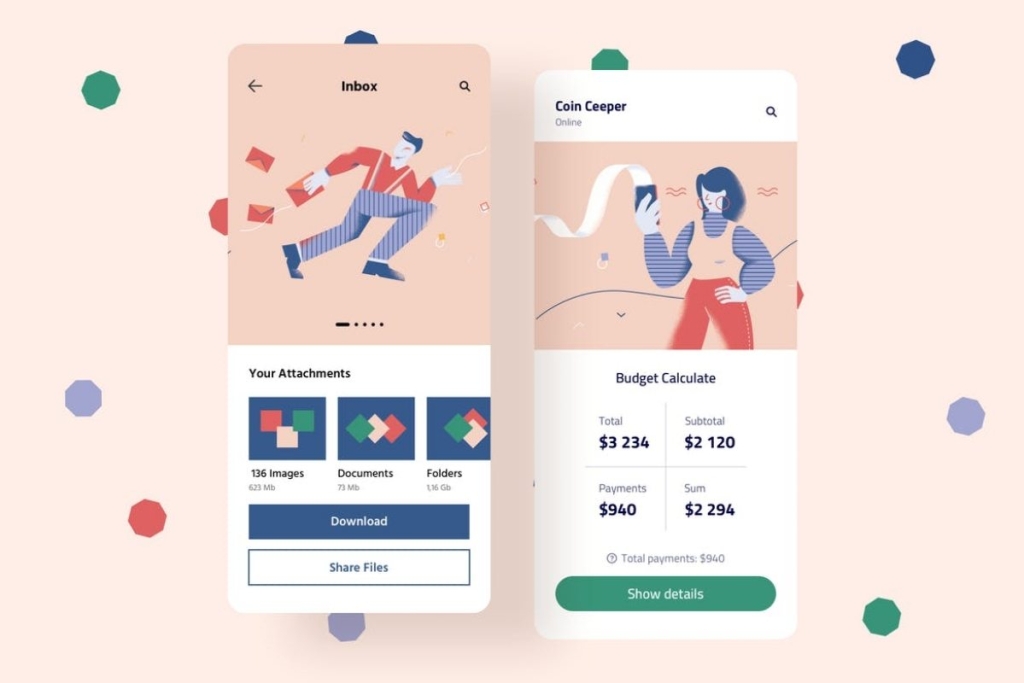 Inbox
Your Attachments
136 Images
623 Mb
Documents
73 Mb
Folders
1,16 Gb
Download
Share Files
Coin Ceeper
Online
Budget Calculate
Total
$3 234
Subtotal
$2 120
Payments
$940
Sum
$2 294
Total payments: $940
Show details